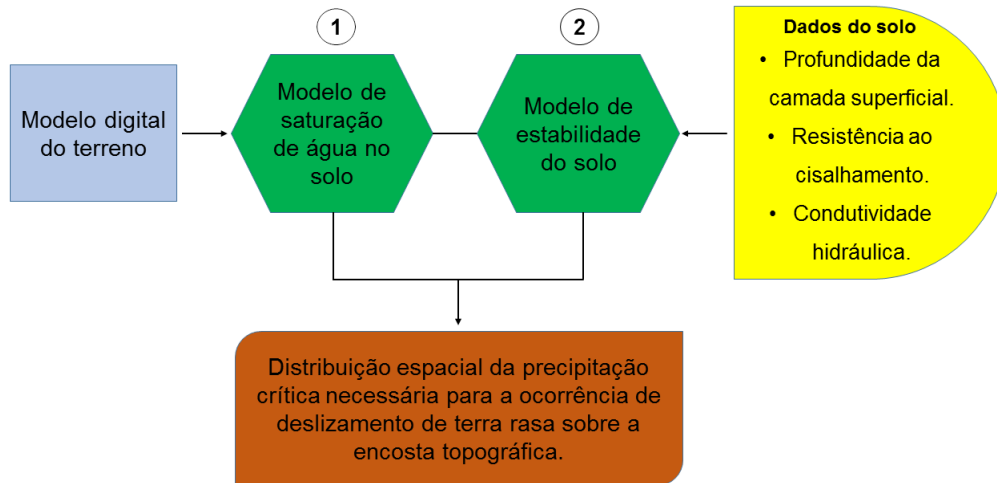 1
2
Modelo digital
do terreno
Modelo de
saturação
de água no
solo
Modelo de
estabilidade
do solo
Dados do solo
• Profundidade da
camada superficial.
• Resistência ao
cisalhamento.
• Condutividade
hidráulica.
Distribuição espacial da precipitação
crítica necessária para a ocorrência de
deslizamento de terra rasa sobre a
encosta topográfica.